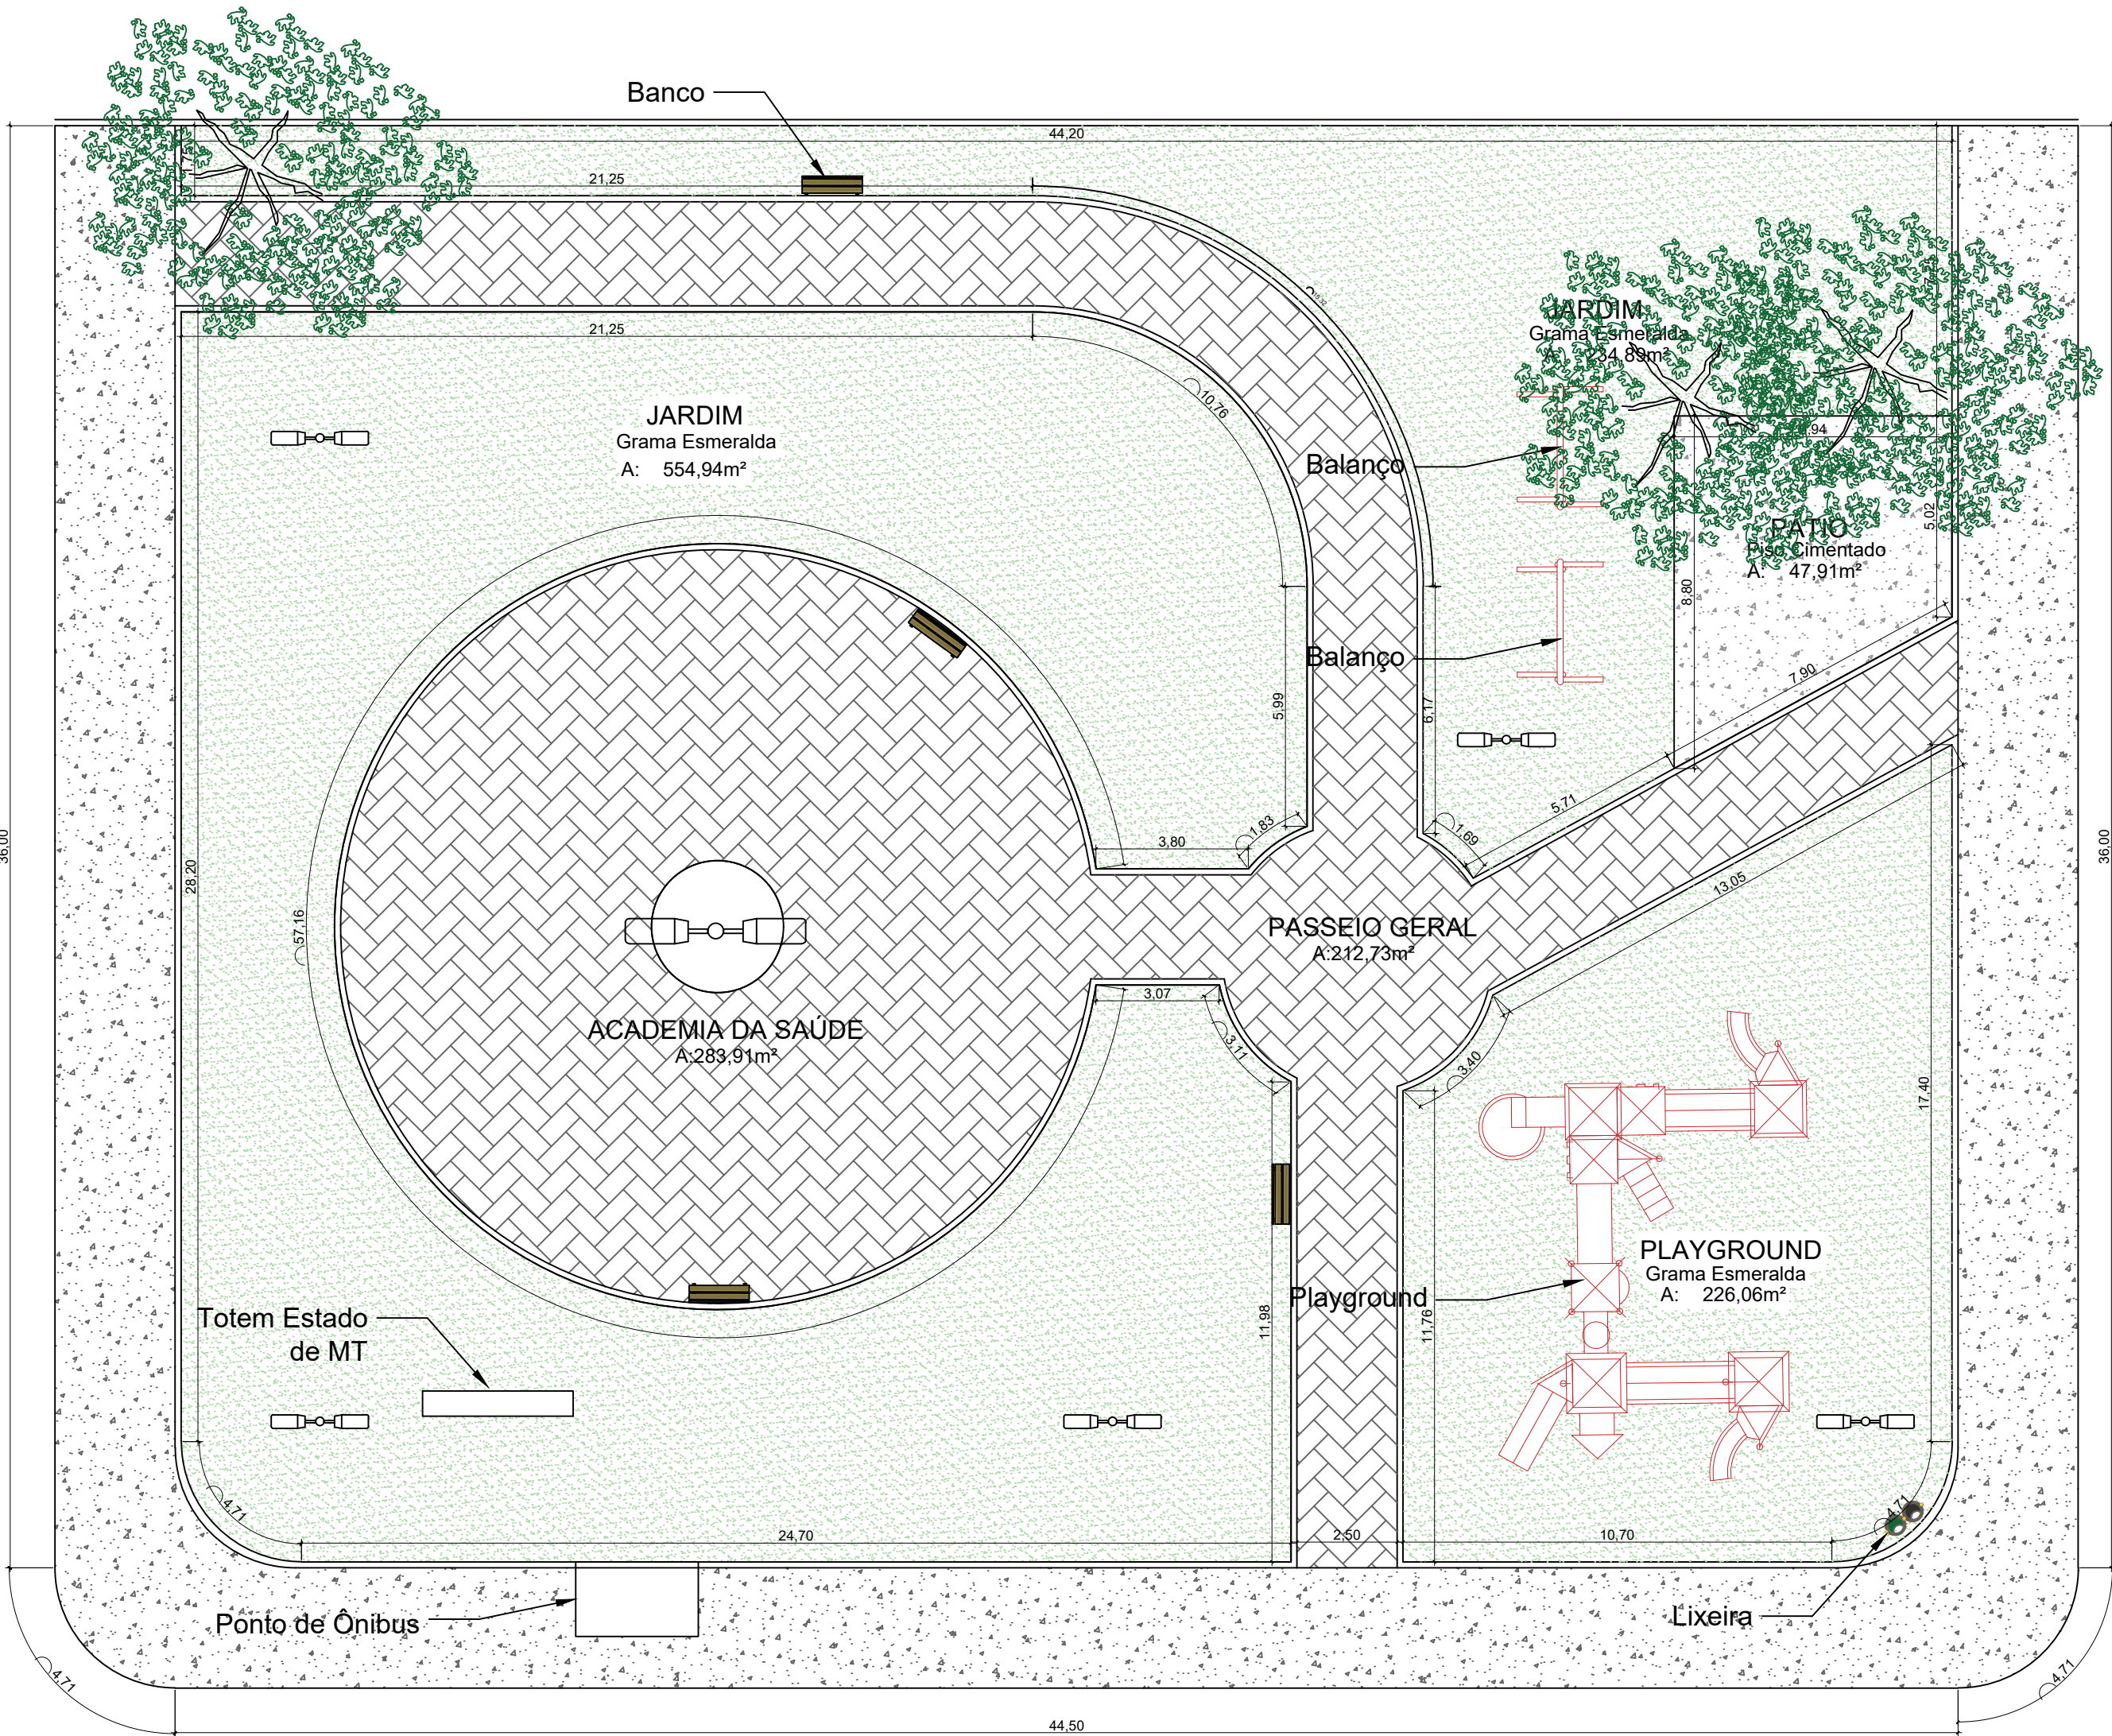 Banco
44,20
21,25
21,25
JARDIM
Grama Esmeralda
34,89m²
10,76
JARDIM
Grama Esmeralda
A: 554,94m²
Balanço
,94
5,02
PATIO
Piso Cimentado
A: 47,91m²
8,80
Balanço
7,90
5,99
6,17
5,71
1,83
1,69
3,80
36,00
36,00
28,20
13,05
57,16
PASSEIO GERAL
A:212,73m²
3,07
ACADEMIA DA SAÚDE
A:283,91m²
3,11
3,40
17,40
PLAYGROUND
Grama Esmeralda
A: 226,06m²
Playground
11,98
11,76
Totem Estado
de MT
4,71
4,71
24,70
2,50
10,70
Ponto de Ônibus
Lixeira
4,71
4,71
44,50